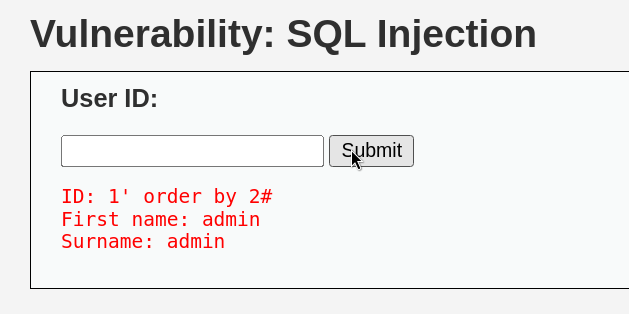 Vulnerability: SQL Injection
User ID:
Submit
ID: 1' order by 2#
First name: admin
Surname: admin